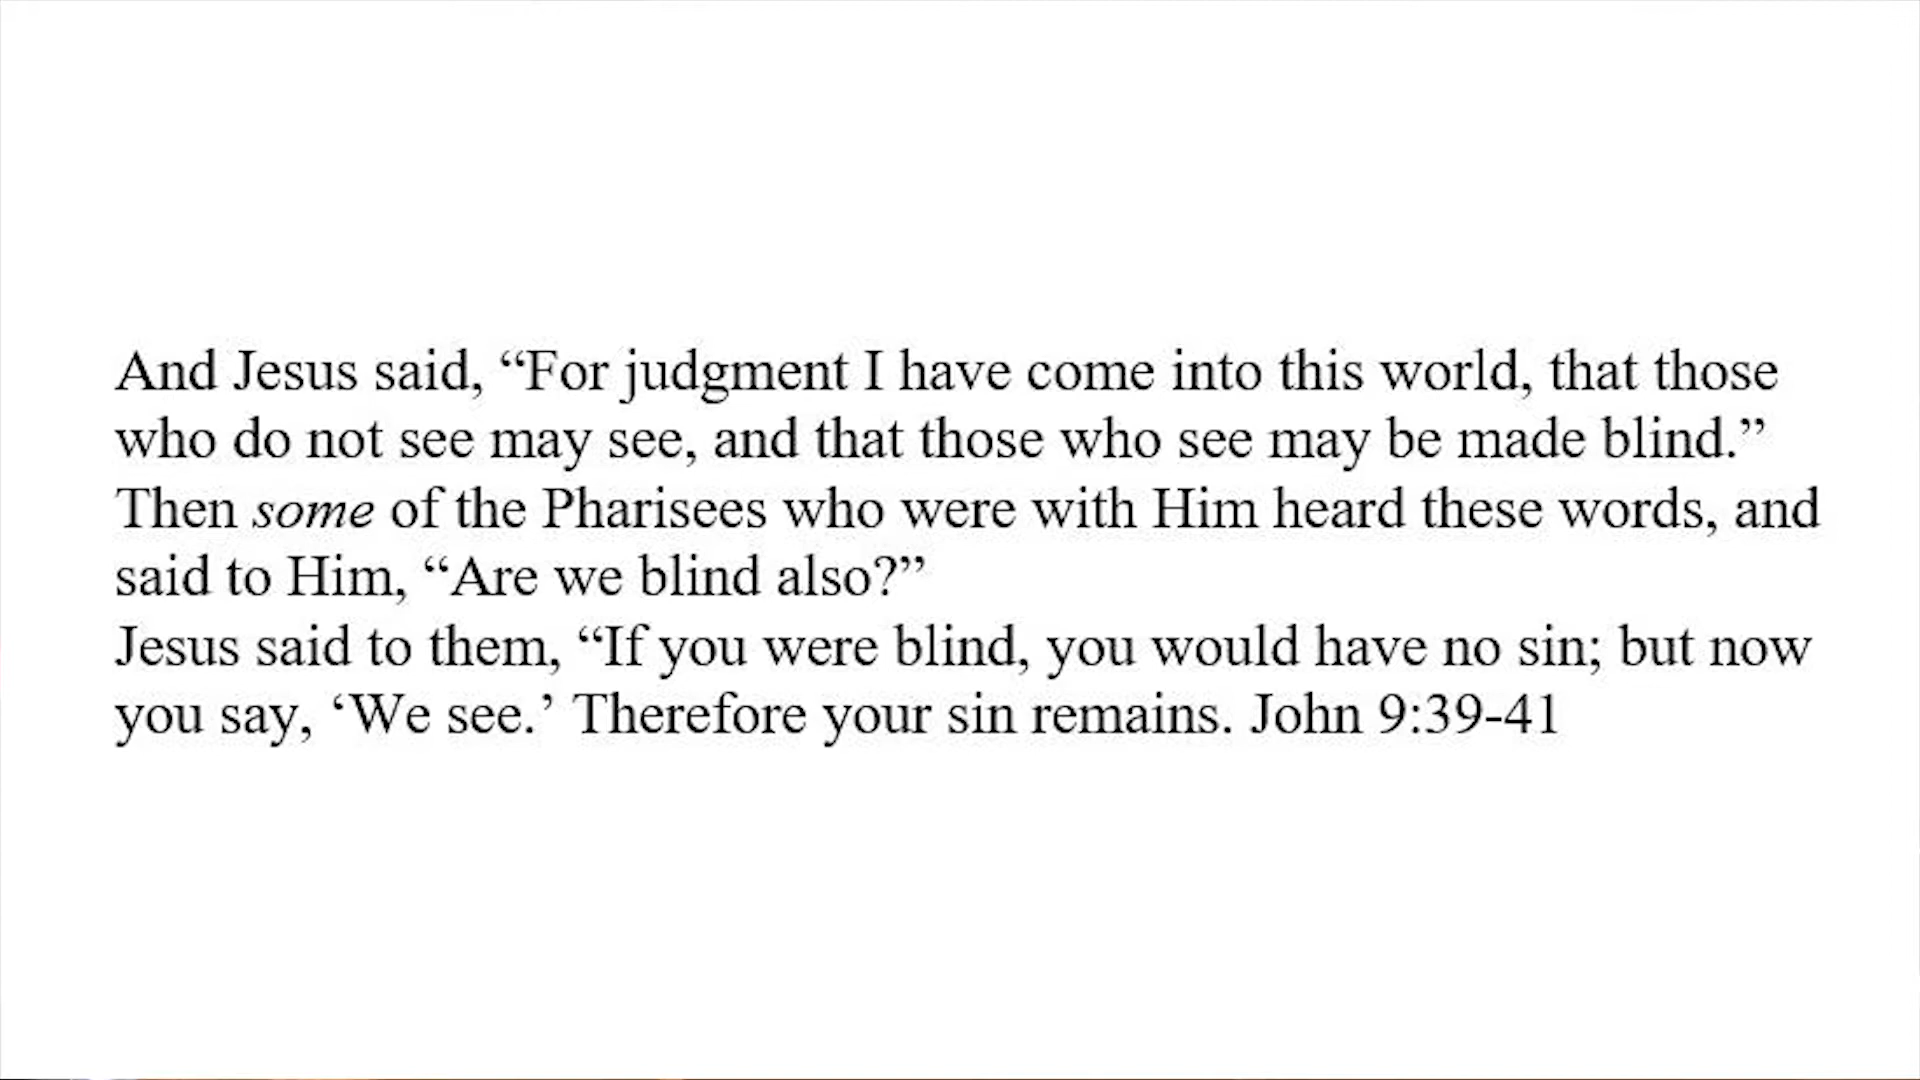 And Jesus said, “For judgment I have come into this world, that those
who do not see may see, and that those who see may be made blind.”
Then some of the Pharisees who were with Him heard these words, and
said to Him, “Are we blind also?”
Jesus said to them, “If you were blind, you would have no sin; but now
you say, ‘We see.’ Therefore your sin remains. John 9:39-41